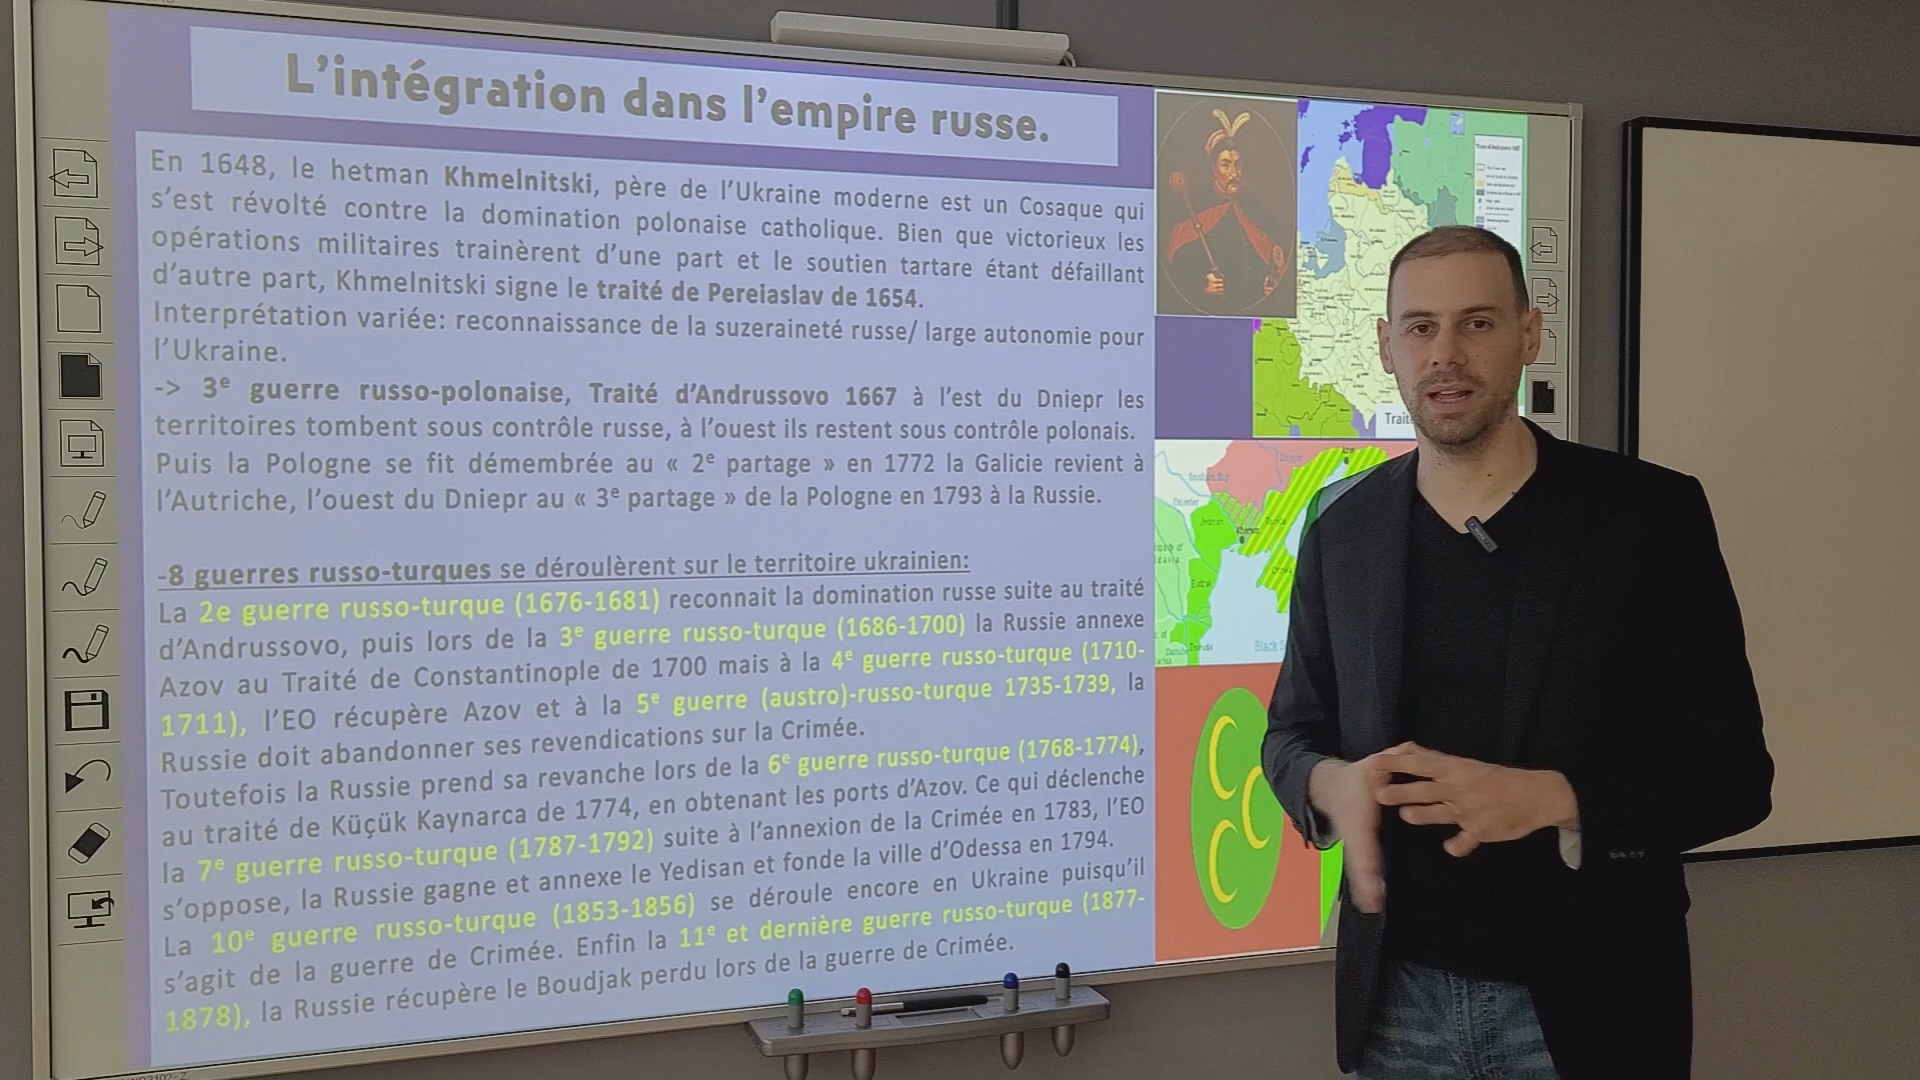 L'intégration dans l'empire russe.
En 1648, le hetman Khmelnitski, père de l'Ukraine moderne est un Cosaque qui
s'est révolté contre la domination polonaise catholique. Bien que victorieux les
opérations militaires trainèrent d'une part et le soutien tartare étant défaillant
d'autre part, Khmelnitski signe le traité de Pereiaslav de 1654.
Interprétation variée: reconnaissance de la suzeraineté russe/ large autonomie pour
l'Ukraine.
-> 3e guerre russo-polonaise, Traité d'Andrussovo 1667 à l'est du Dniepr les
territoires tombent sous contrôle russe, à l'ouest ils restent sous contrôle polonais.
Puis la Pologne se fit démembrée au « 2e partage » en 1772 la Galicie revient à
l'Autriche, l'ouest du Dniepr au « 3e partage » de la Pologne en 1793 à la Russie.
-8 guerres russo-turques se déroulèrent sur le territoire ukrainien:
La 2e guerre russo-turque (1676-1681) reconnait la domination russe suite au traité
d'Andrussovo, puis lors de la 3e guerre russo-turque (1686-1700) la Russie annexe
Azov au Traité de Constantinople de 1700 mais à la 4e guerre russo-turque (1710-
1711), l'EO récupère Azov et à la 5e guerre (austro)-russo-turque 1735-1739, la
Russie doit abandonner ses revendications sur la Crimée.
Toutefois la Russie prend sa revanche lors de la 6e guerre russo-turque (1768-1774),
au traité de Küçük Kaynarca de 1774, en obtenant les ports d'Azov. Ce qui déclenche
la 7e guerre russo-turque (1787-1792) suite à l'annexion de la Crimée en 1783, l'EO
s'oppose, la Russie gagne et annexe le Yedisan et fonde la ville d'Odessa en 1794.
La 10e guerre russo-turque (1853-1856) se déroule encore en Ukraine puisqu'il
s'agit de la guerre de Crimée. Enfin la 11e et dernière guerre russo-turque (1877-
1878), la Russie récupère le Boudjak perdu lors de la guerre de Crimée.
Trait
Southern Bug
Dniester
Azov
Black S